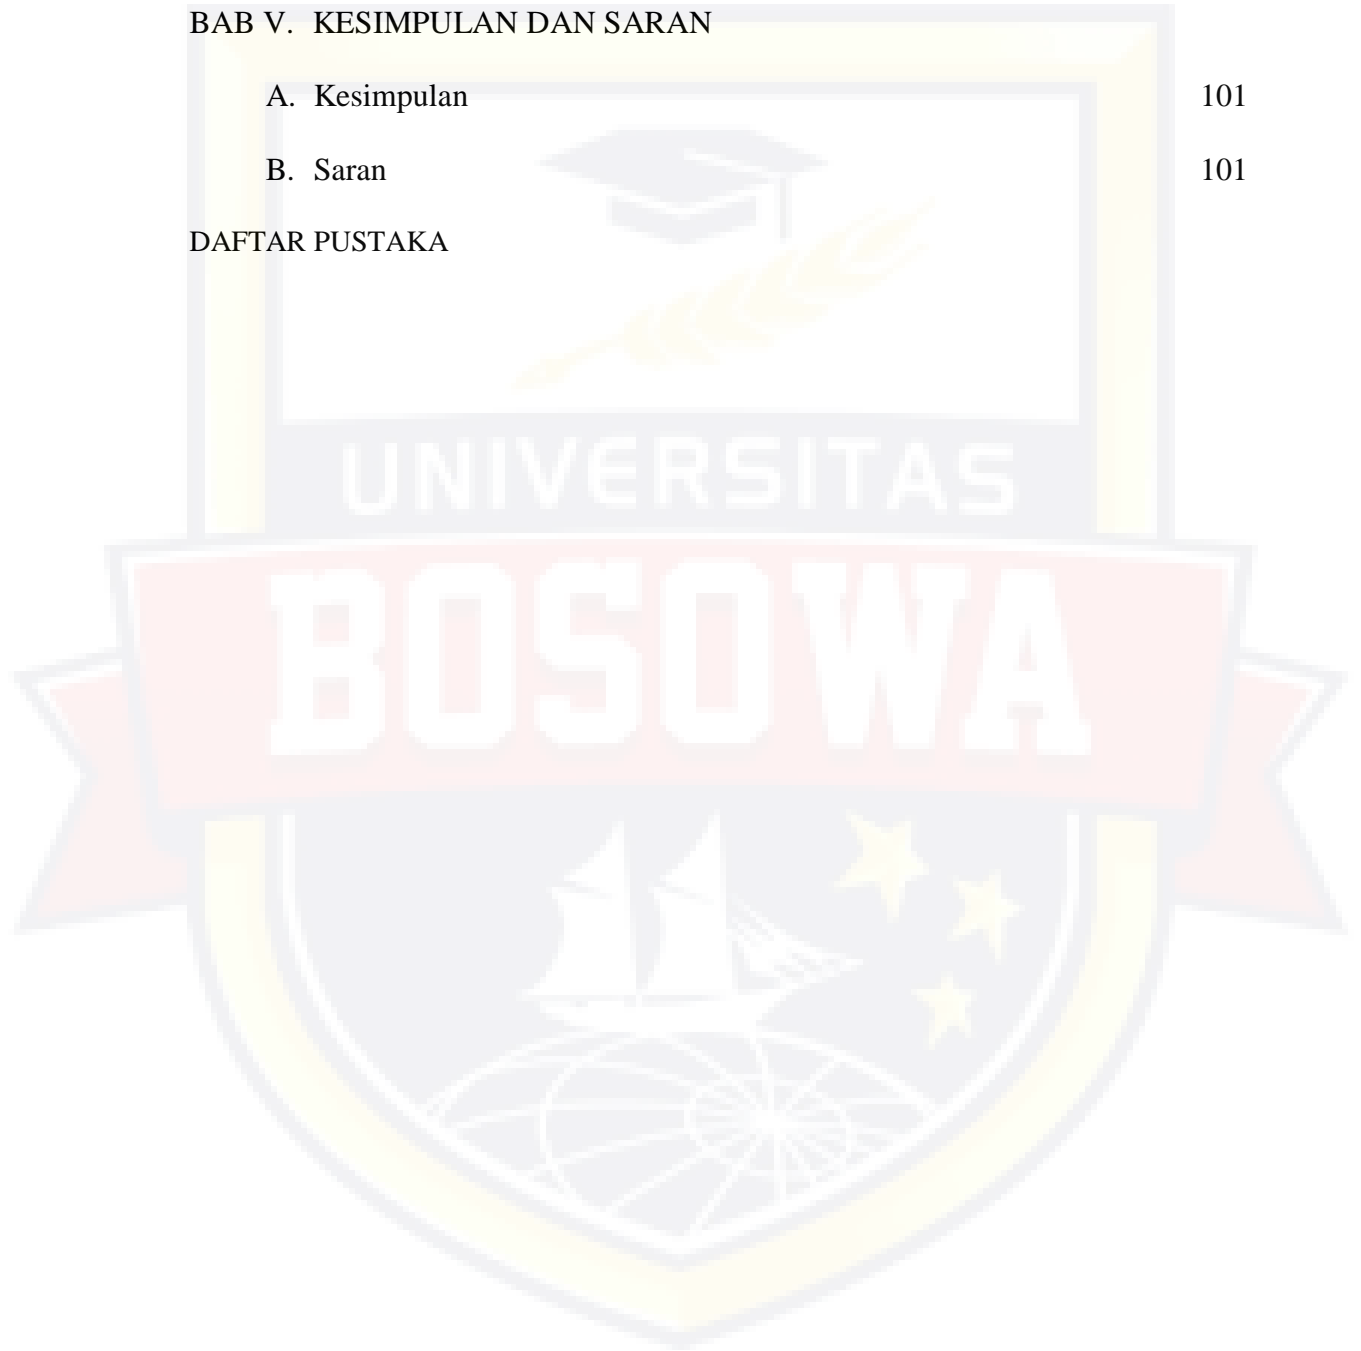 BAB V. KESIMPULAN DAN SARAN
A. Kesimpulan 101
B. Saran 101
DAFTAR PUSTAKA
UNIVERSITAS
BOSOWA